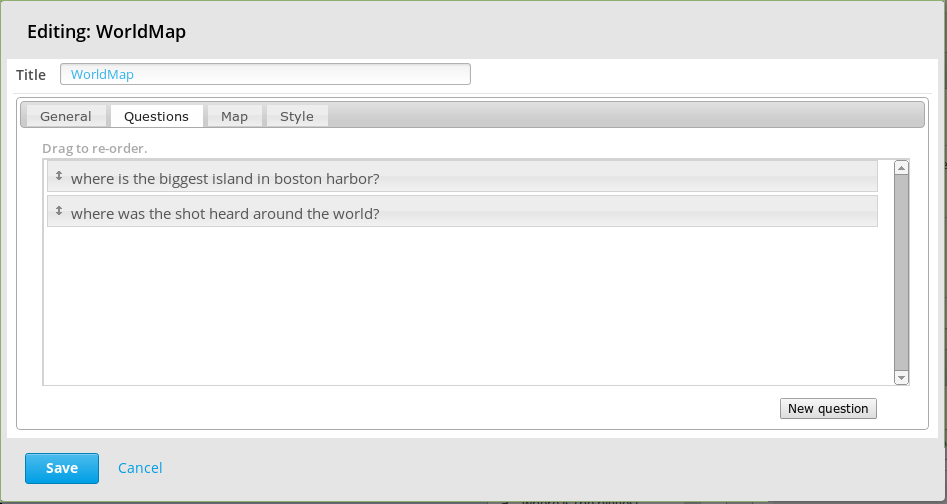 Editing: WorldMap
Title WorldMap
General Questions Map Style
Drag to re-order.
where is the biggest island in boston harbor?
where was the shot heard around the world?
New question
Save Cancel